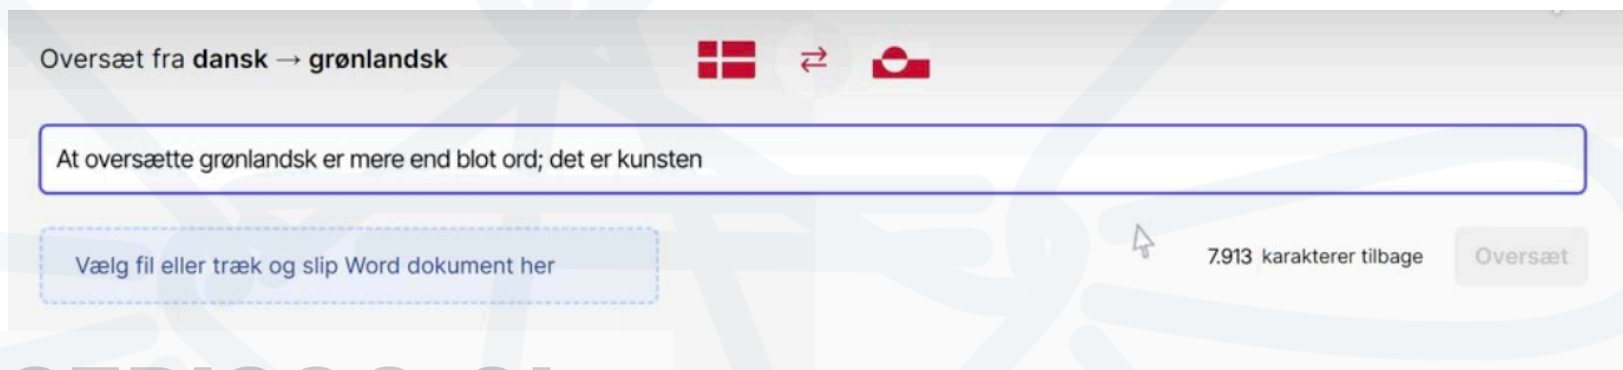 Oversæt fra dansk → grønlandsk
At oversætte grønlandsk er mere end blot ord; det er kunsten
Vælg fil eller træk og slip Word dokument her
7.913 karakterer tilbage
Oversæt